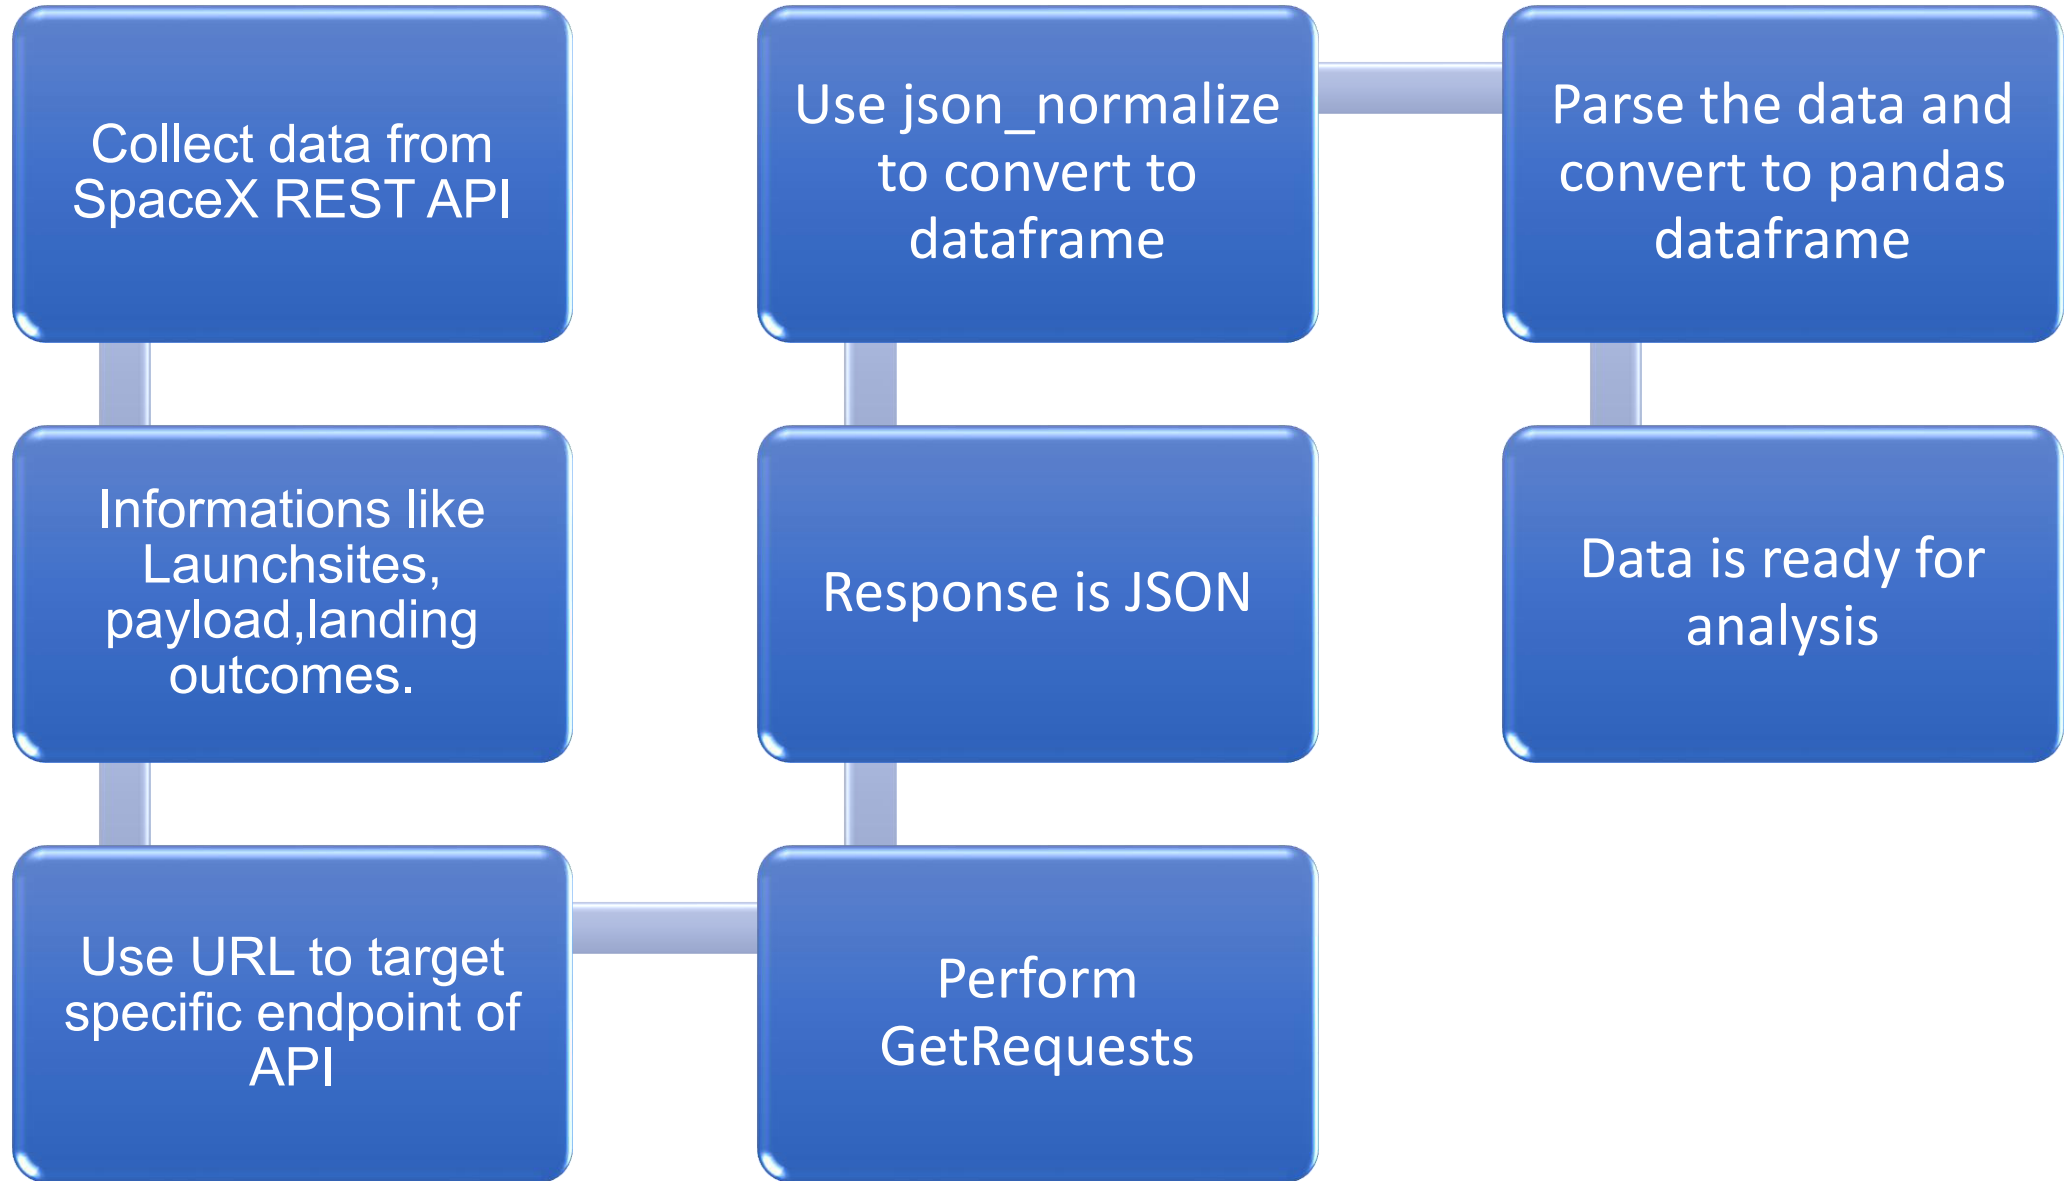 Collect data from
SpaceX REST API
Informations like
Launchsites,
payload,landing
outcomes.
Use URL to target
specific endpoint of
API
Perform
GetRequests
Response is JSON
Use json_normalize
to convert to
dataframe
Parse the data and
convert to pandas
dataframe
Data is ready for
analysis